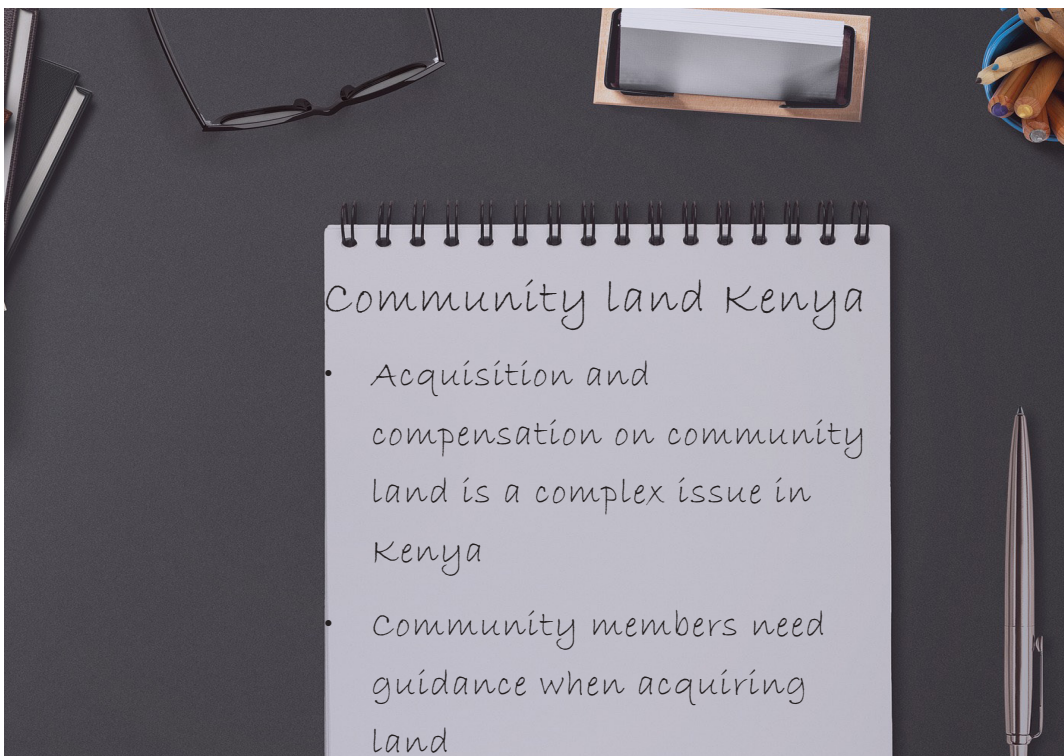 Community land Kenya
• Acquisition and
compensation on community
land is a complex issue in
Kenya
• Community members need
guidance when acquiring
land